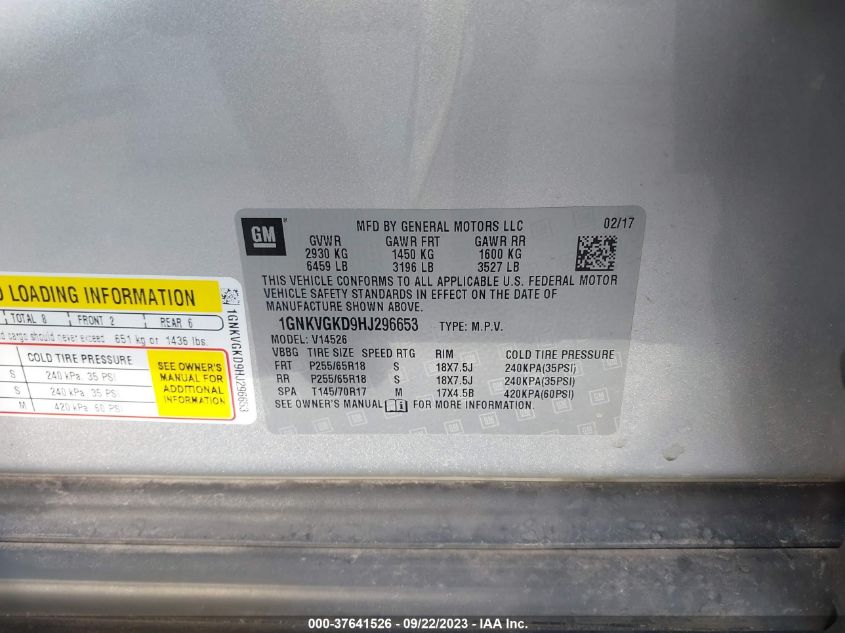 GM
MFD BY GENERAL MOTORS LLC 02/17
GVWR GAWR FRT GAWR RR
2930 KG 1450 KG 1600 KG
6459 LB 3196 LB 3527 LB
THIS VEHICLE CONFORMS TO ALL APPLICABLE U.S. FEDERAL MOTOR
VEHICLE SAFETY STANDARDS IN EFFECT ON THE DATE OF
MANUFACTURE SHOWN ABOVE.
1GNKVGKD9HJ296653 TYPE: M.P.V.
MODEL: V14526
VBBG TIRE SIZE SPEED RTG RIM COLD TIRE PRESSURE
FRT P255/65R18 S 18X7.5J 240KPA(35PSI)
RR P255/65R18 S 18X7.5J 240KPA(35PSI)
SPA T145/70R17 M 17X4.5B 420KPA(60PSI)
SEE OWNER'S MANUAL FOR MORE INFORMATION.
LOADING INFORMATION
TOTAL 8 FRONT 2 REAR 6
cargo should never exceed 651 kg or 1436 lbs.
COLD TIRE PRESSURE
S 240 kPa, 35 PSI
S 240 kPa, 35 PSI
M 420 kPa, 60 PSI
SEE OWNER'S
MANUAL FOR
ADDITIONAL
INFORMATION
1GNKVGKD9HJ296653
000-37641526 - 09/22/2023 - IAA Inc.